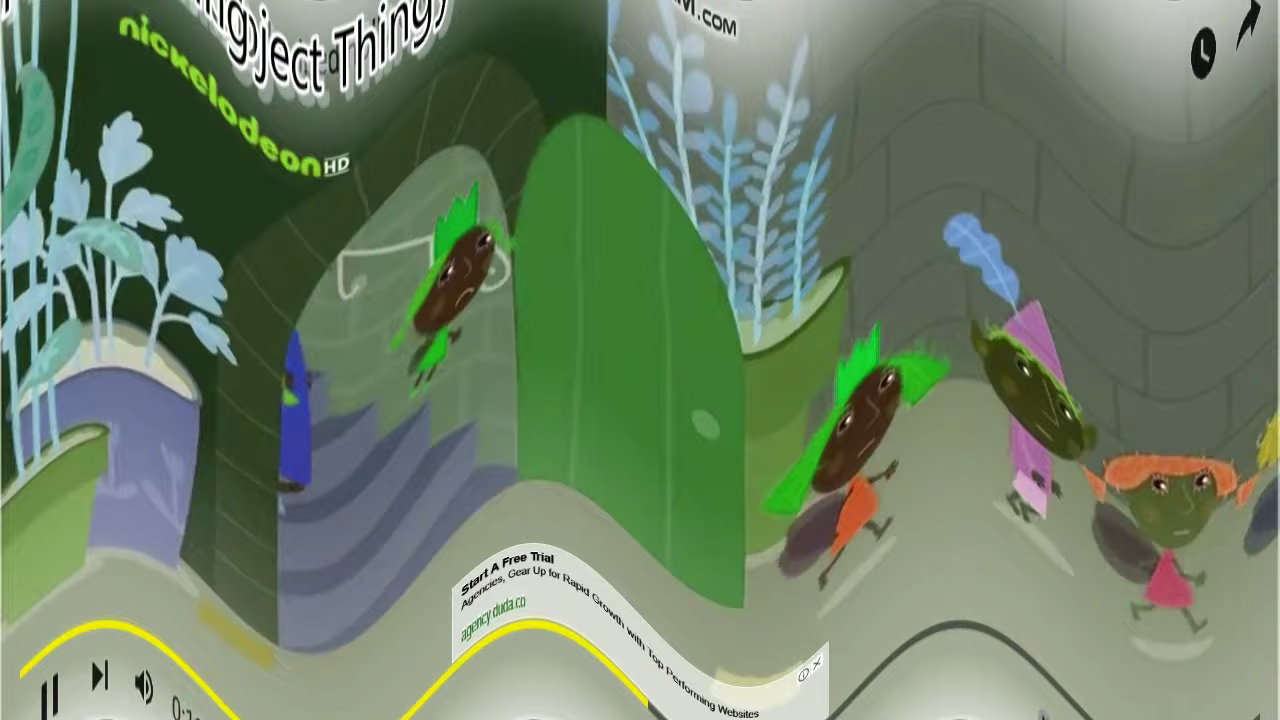 ject Thingy
M.COM
nickelodeon HD
Start A Free Trial
Agencies, Gear Up for Rapid Growth with Top Performing Websites
agency.duda.co